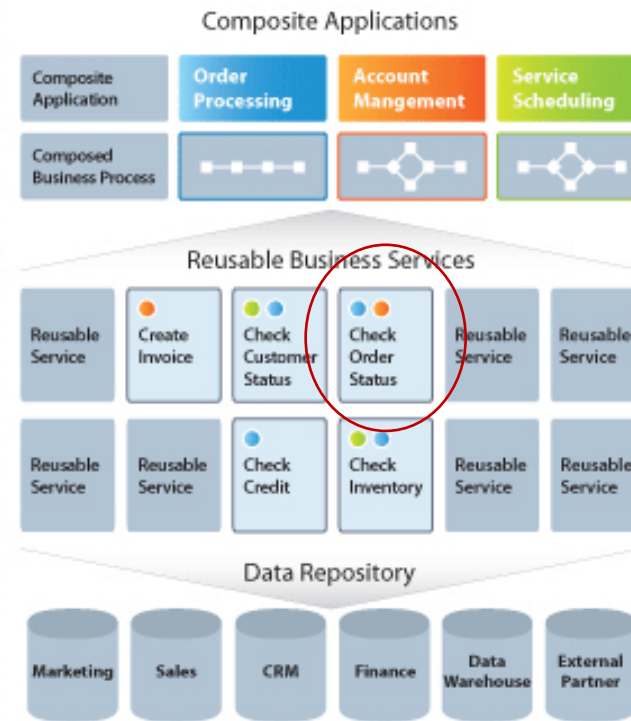 Composite Applications
Composite
Application
Order
Processing
Account
Mangement
Service
Scheduling
Composed
Business Process
Reusable Business Services
Reusable
Service
Create
Invoice
Check
Customer
Status
Check
Order
Status
Reusable
Service
Reusable
Service
Reusable
Service
Reusable
Service
Check
Credit
Check
Inventory
Reusable
Service
Reusable
Service
Data Repository
Marketing
Sales
CRM
Finance
Data
Warehouse
External
Partner